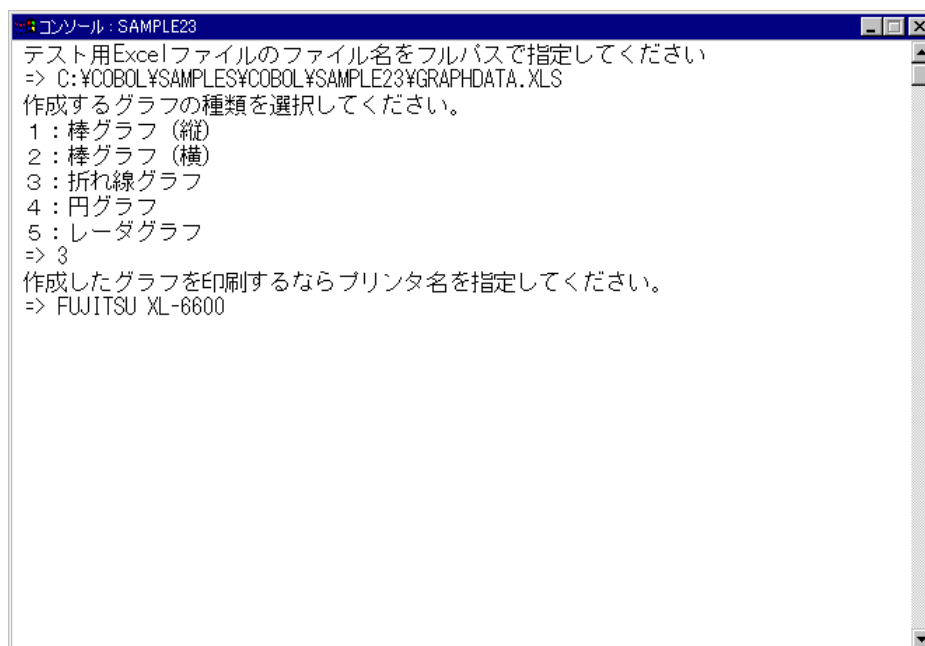 コンソール : SAMPLE23
テスト用Excelファイルのファイル名をフルパスで指定してください
=> C:¥COBOL¥SAMPLES¥COBOL¥SAMPLE23¥GRAPHDATA.XLS
作成するグラフの種類を選択してください。
１：棒グラフ（縦）
２：棒グラフ（横）
３：折れ線グラフ
４：円グラフ
５：レーダグラフ
=> 3
作成したグラフを印刷するならプリンタ名を指定してください。
=> FUJITSU XL-6600